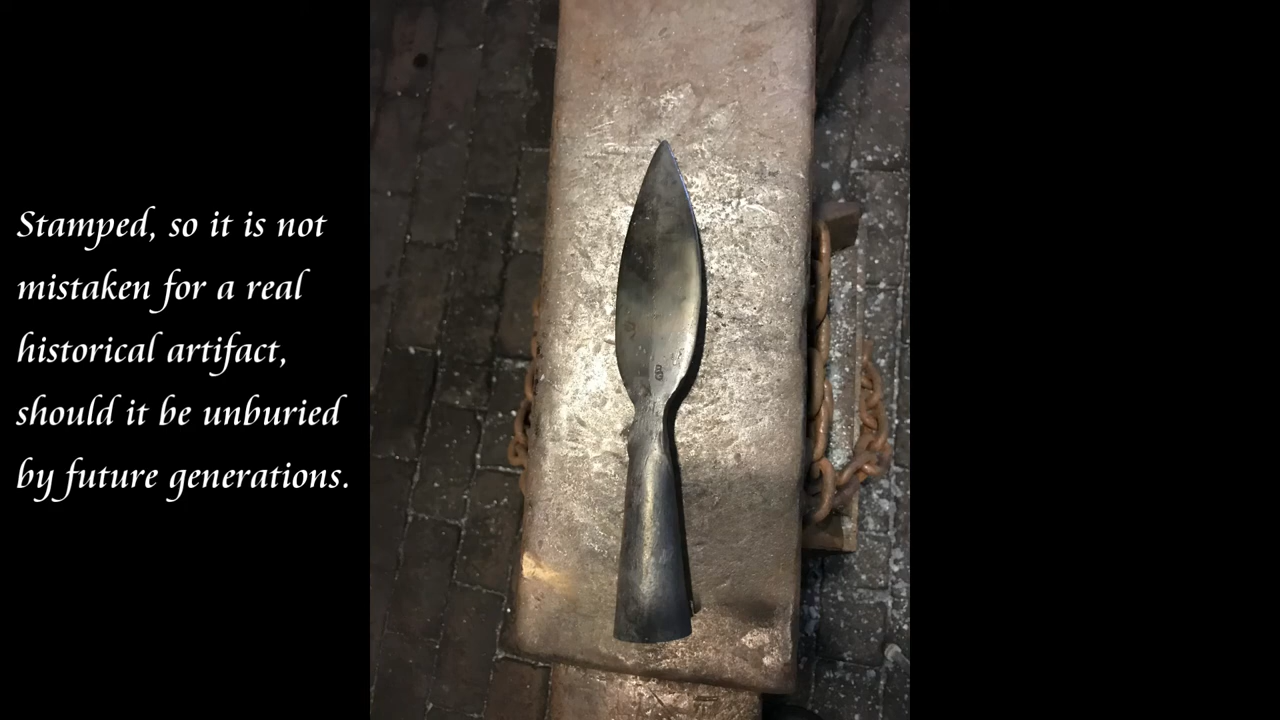 Stamped, so it is not
mistaken for a real
historical artifact,
should it be unburied
by future generations.